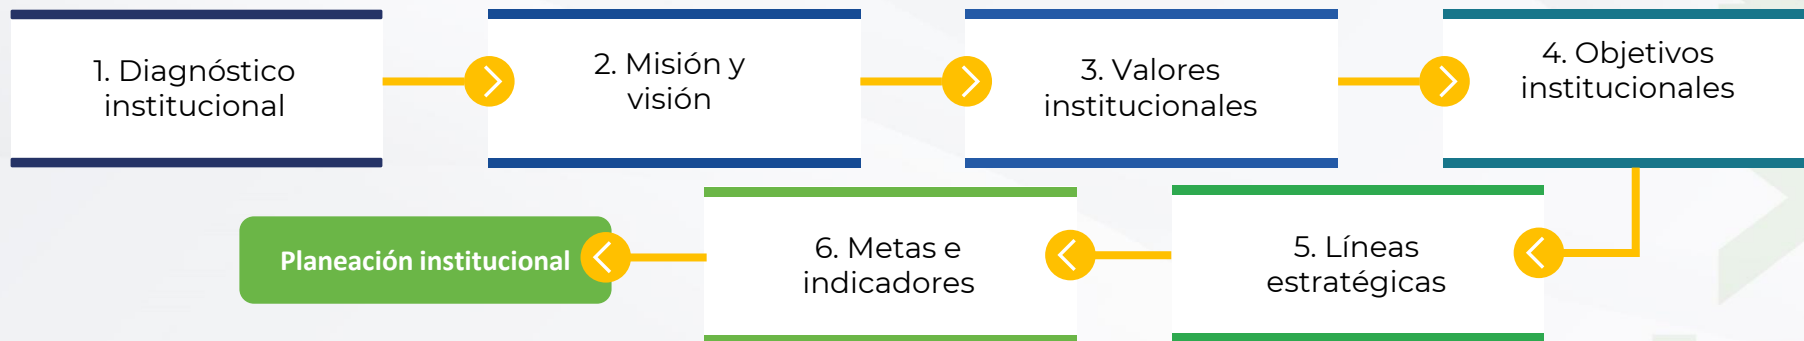 1. Diagnóstico
institucional
2. Misión y
visión
3. Valores
institucionales
4. Objetivos
institucionales
5. Líneas
estratégicas
6. Metas e
indicadores
Planeación institucional